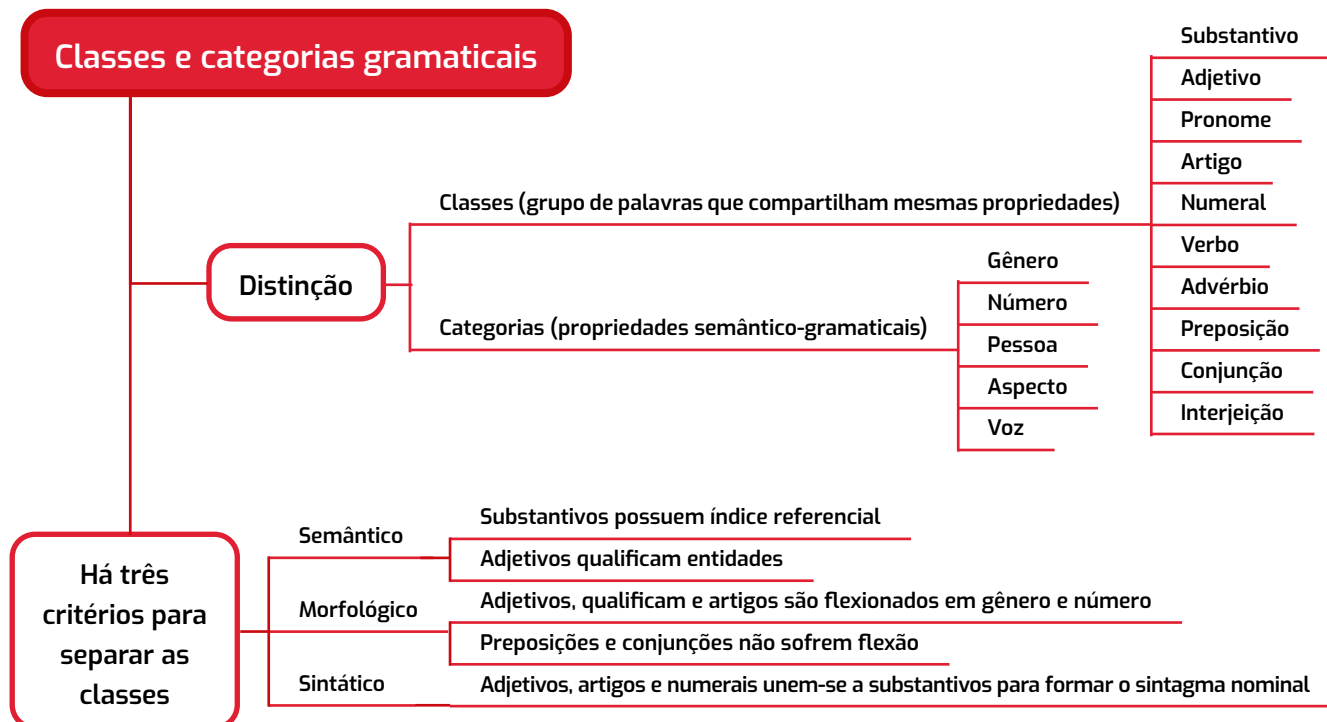 Classes e categorias gramaticais
Distinção
Classes (grupo de palavras que compartilham mesmas propriedades)
Substantivo
Adjetivo
Pronome
Artigo
Numeral
Verbo
Advérbio
Preposição
Conjunção
Interjeição
Categorias (propriedades semântico-gramaticais)
Gênero
Número
Pessoa
Aspecto
Voz
Há três
critérios para
separar as
classes
Semântico
Substantivos possuem índice referencial
Adjetivos qualificam entidades
Morfológico
Adjetivos, qualificam e artigos são flexionados em gênero e número
Preposições e conjunções não sofrem flexão
Sintático
Adjetivos, artigos e numerais unem-se a substantivos para formar o sintagma nominal